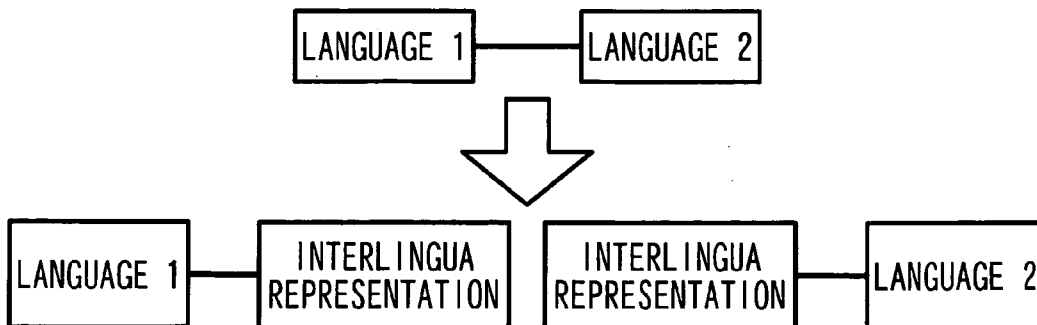 LANGUAGE 1
LANGUAGE 2
LANGUAGE 1
INTERLINGUA
REPRESENTATION
INTERLINGUA
REPRESENTATION
LANGUAGE 2